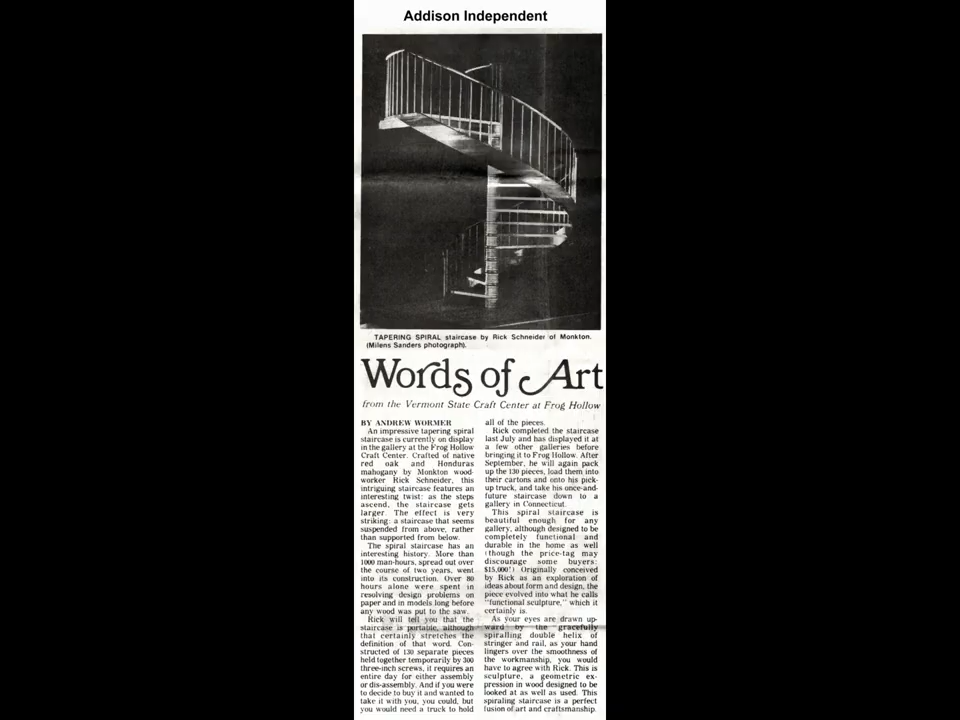 Addison Independent
TAPERING SPIRAL staircase by Rick Schneider of Monkton.
(Milens Sanders photograph).
Words of Art
from the Vermont State Craft Center at Frog Hollow
BY ANDREW WORMER
An impressive tapering spiral
staircase is currently on display
in the gallery at the Frog Hollow
Craft Center. Crafted of native
red oak and Honduras
mahogany by Monkton wood-
worker Rick Schneider, this
intriguing staircase features an
interesting twist: as the steps
ascend, the staircase gets
larger. The effect is very
striking: a staircase that seems
suspended from above, rather
than supported from below.
The spiral staircase has an
interesting history. More than
1000 man-hours, spread out over
the course of two years, went
into its construction. Over 80
hours alone were spent in
resolving design problems on
paper and in models long before
any wood was put to the saw.
Rick will tell you that the
staircase is portable, although
that certainly stretches the
definition of that word. Con-
structed of 130 separate pieces
held together temporarily by 300
three-inch screws, it requires an
entire day for either assembly
or dis-assembly. And if you were
to decide to buy it and wanted to
take it with you, you could, but
you would need a truck to hold
all of the pieces.
Rick completed the staircase
last July and has displayed it at
a few other galleries before
bringing it to Frog Hollow. After
September, he will again pack
up the 130 pieces, load them into
their cartons and onto his pick-
up truck, and take his once-and-
future staircase down to a
gallery in Connecticut.
This spiral staircase is
beautiful enough for any
gallery, although designed to be
completely functional and
durable in the home as well
(though the price-tag may
discourage some buyers:
$15,000!) Originally conceived
by Rick as an exploration of
ideas about form and design, the
piece evolved into what he calls
"functional sculpture," which it
certainly is.
As your eyes are drawn up-
ward by the gracefully
spiralling double helix of
stringer and rail, as your hand
lingers over the smoothness of
the workmanship, you would
have to agree with Rick. This is
sculpture, a geometric ex-
pression in wood designed to be
looked at as well as used. This
spiraling staircase is a perfect
fusion of art and craftsmanship.